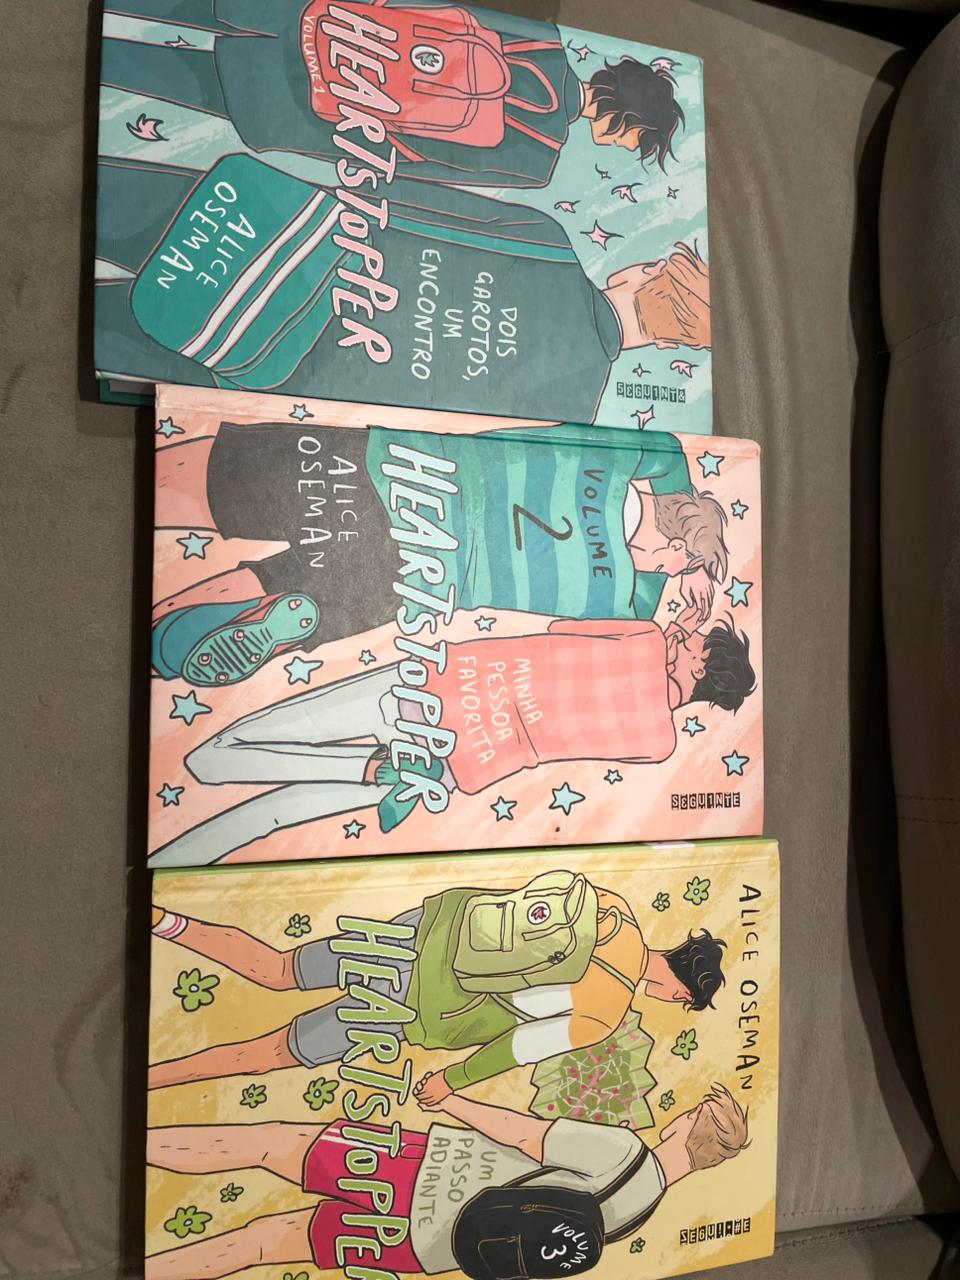 HEARTSTOPPER
VOLUME 1
DOIS
GAROTOS,
UM
ENCONTRO
ALICE
OSEMAN
SEGUINTE
HEARTSTOPPER
VOLUME
2
MINHA
PESSOA
FAVORITA
ALICE
OSEMAN
SEGUINTE
ALICE OSEMAN
HEARTSTOPPER
UM
PASSO
ADIANTE
VOLUME
3
SEGUINTE